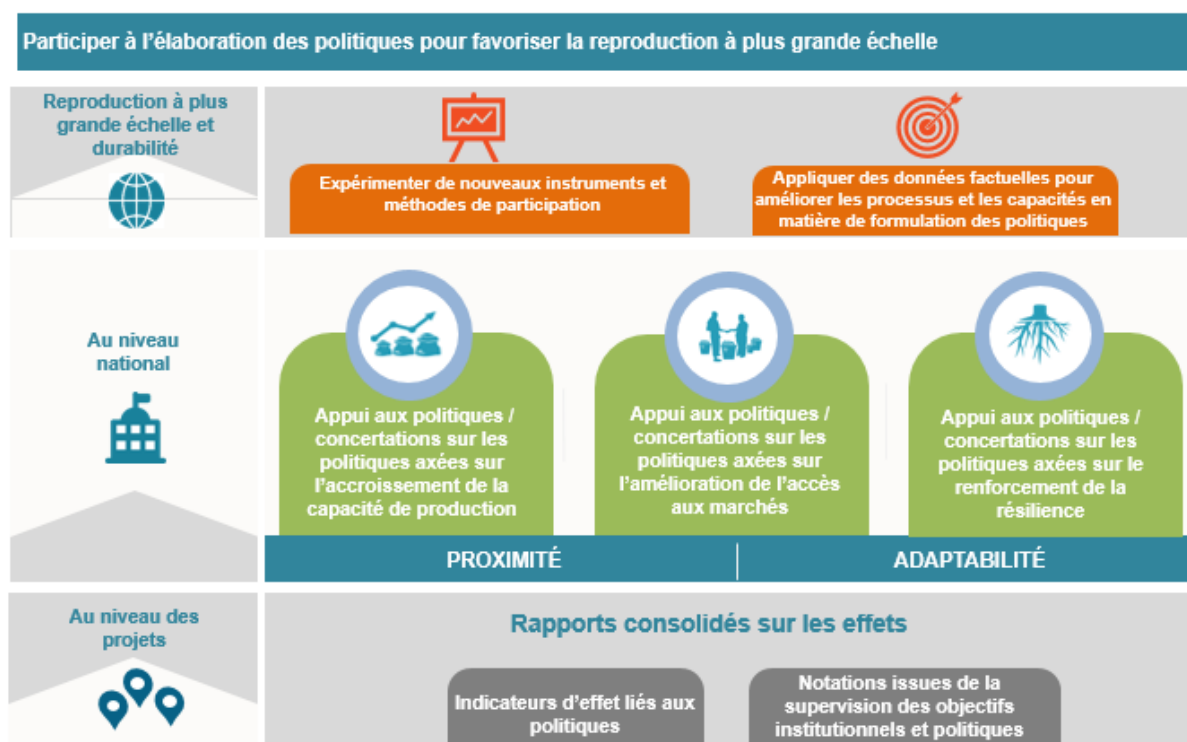 Participer à l'élaboration des politiques pour favoriser la reproduction à plus grande échelle
Reproduction à plus
grande échelle et
durabilité
Expérimenter de nouveaux instruments et
méthodes de participation
Appliquer des données factuelles pour
améliorer les processus et les capacités en
matière de formulation des politiques
Au niveau
national
Appui aux politiques /
concertations sur les
politiques axées sur
l'accroissement de la
capacité de production
Appui aux politiques /
concertations sur les
politiques axées sur
l'amélioration de l'accès
aux marchés
Appui aux politiques /
concertations sur les
politiques axées sur le
renforcement de la
résilience
PROXIMITÉ
ADAPTABILITÉ
Au niveau des
projets
Rapports consolidés sur les effets
Indicateurs d'effet liés aux
politiques
Notations issues de la
supervision des objectifs
institutionnels et politiques